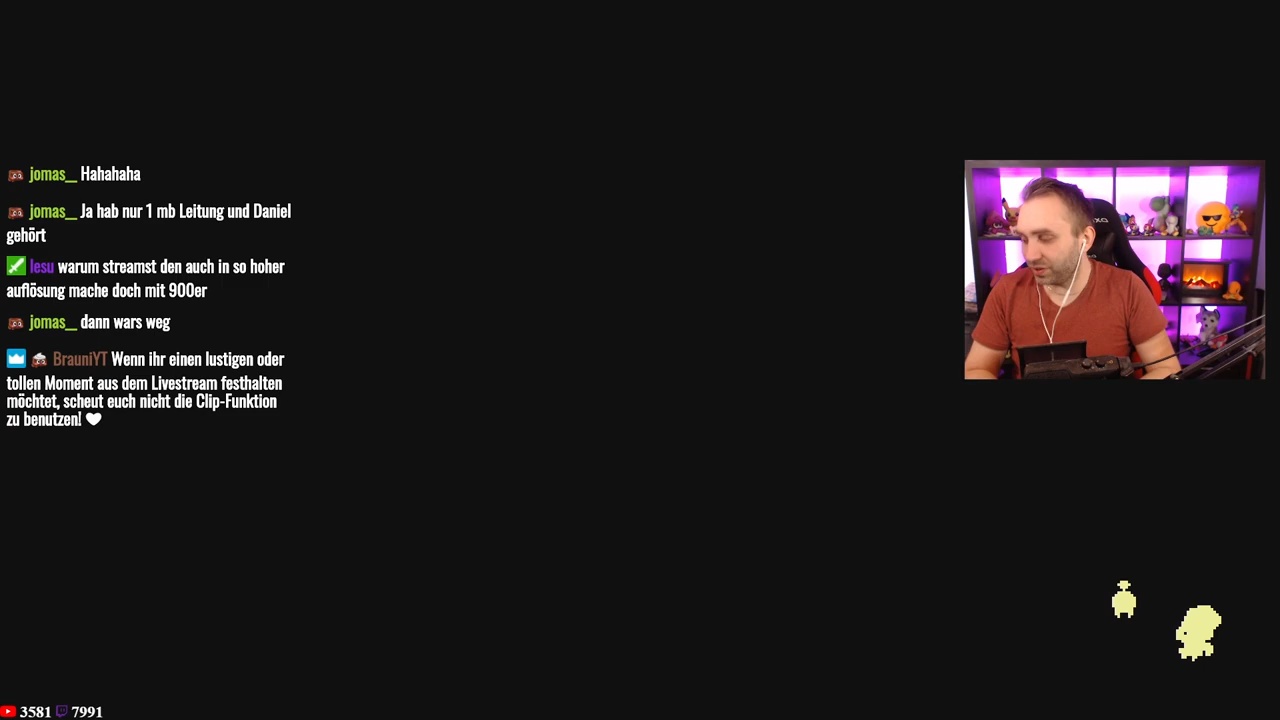 jomas__ Hahahaha
jomas__ Ja hab nur 1 mb Leitung und Daniel
gehört
lesu warum streamst den auch in so hoher
auflösung mache doch mit 900er
jomas__ dann wars weg
BrauniYT Wenn ihr einen lustigen oder
tollen Moment aus dem Livestream festhalten
möchtet, scheut euch nicht die Clip-Funktion
zu benutzen!
3581 7991